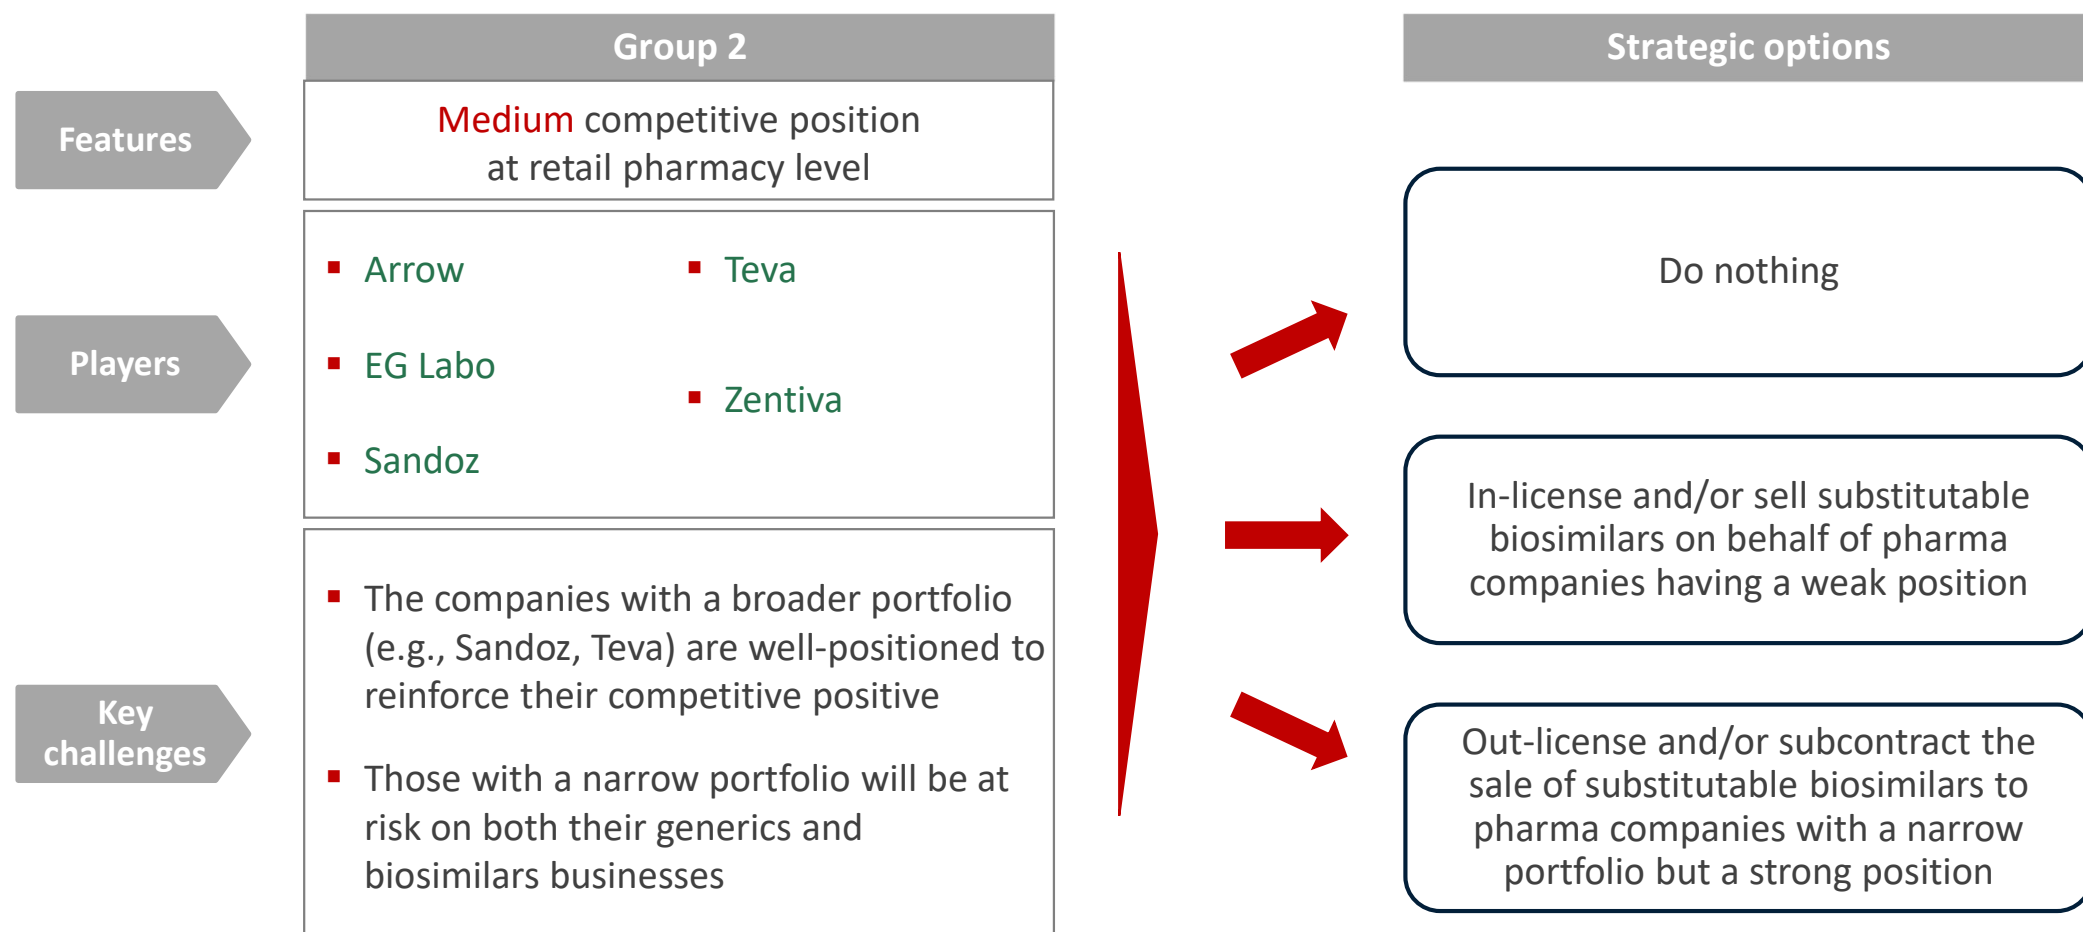 Group 2
Strategic options
Features
Medium competitive position
at retail pharmacy level
Players
▪ Arrow
▪ EG Labo
▪ Sandoz
▪ Teva
▪ Zentiva
Key
challenges
▪ The companies with a broader portfolio
(e.g., Sandoz, Teva) are well-positioned to
reinforce their competitive positive
▪ Those with a narrow portfolio will be at
risk on both their generics and
biosimilars businesses
Do nothing
In-license and/or sell substitutable
biosimilars on behalf of pharma
companies having a weak position
Out-license and/or subcontract the
sale of substitutable biosimilars to
pharma companies with a narrow
portfolio but a strong position